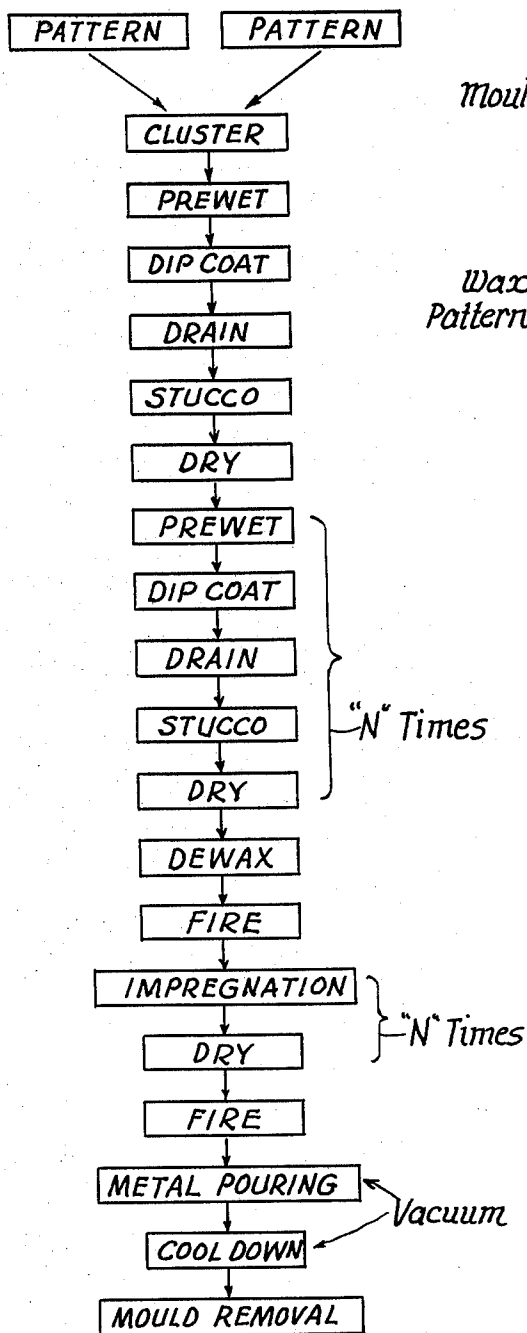 PATTERN PATTERN
Moul
CLUSTER
PREWET
DIP COAT
Wax
Pattern
DRAIN
STUCCO
DRY
PREWET
DIP COAT
DRAIN
STUCCO
"N" Times
DRY
DEWAX
FIRE
IMPREGNATION
"N" Times
DRY
FIRE
METAL POURING
Vacuum
COOL DOWN
MOULD REMOVAL